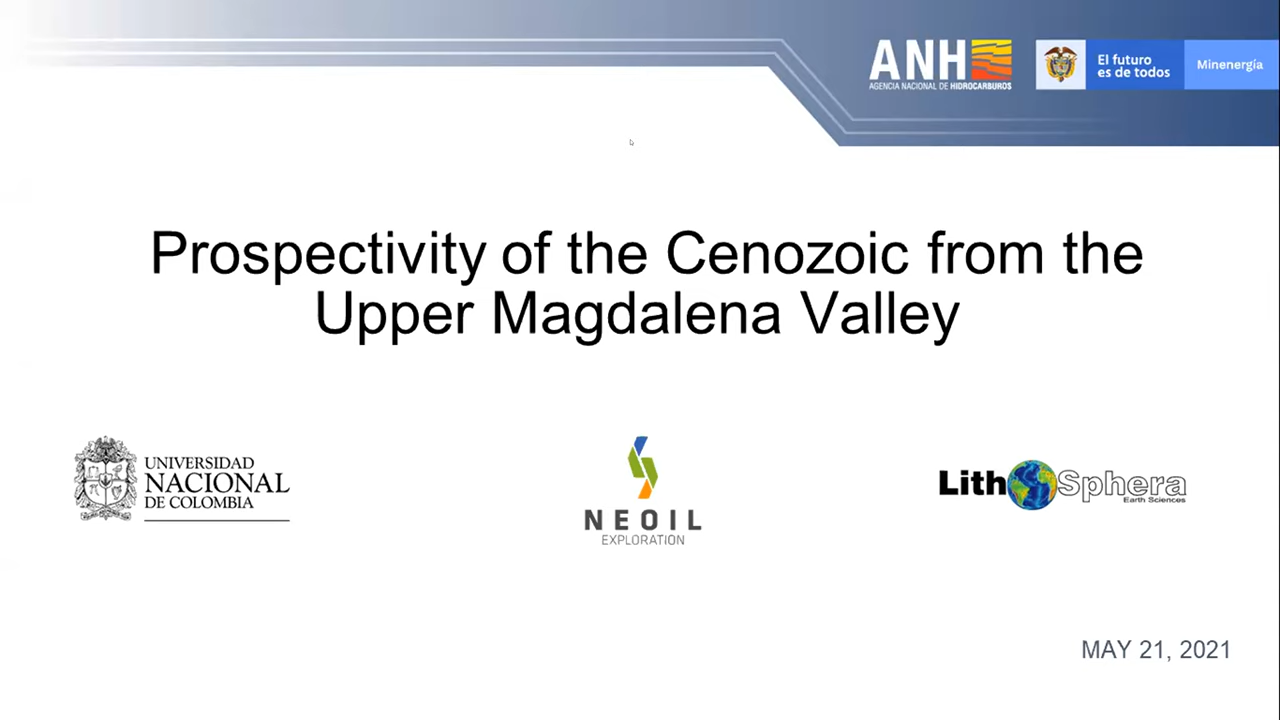 ANH
AGENCIA NACIONAL DE HIDROCARBUROS
El futuro
es de todos
Minenergía
Prospectivity of the Cenozoic from the
Upper Magdalena Valley
UNIVERSIDAD
NACIONAL
DE COLOMBIA
NEOIL
EXPLORATION
LithSphera
Earth Sciences
MAY 21, 2021